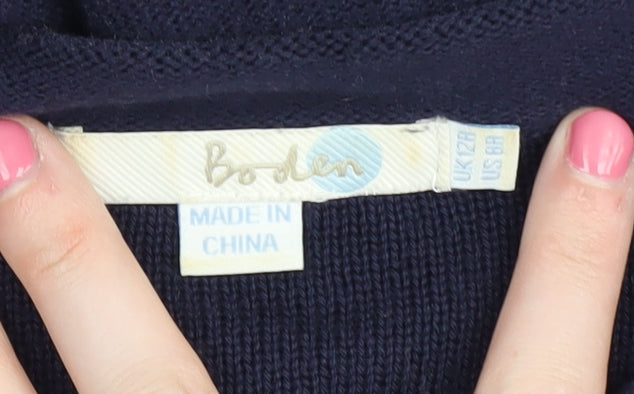 Boden
UK 12R
US 8R
MADE IN
CHINA